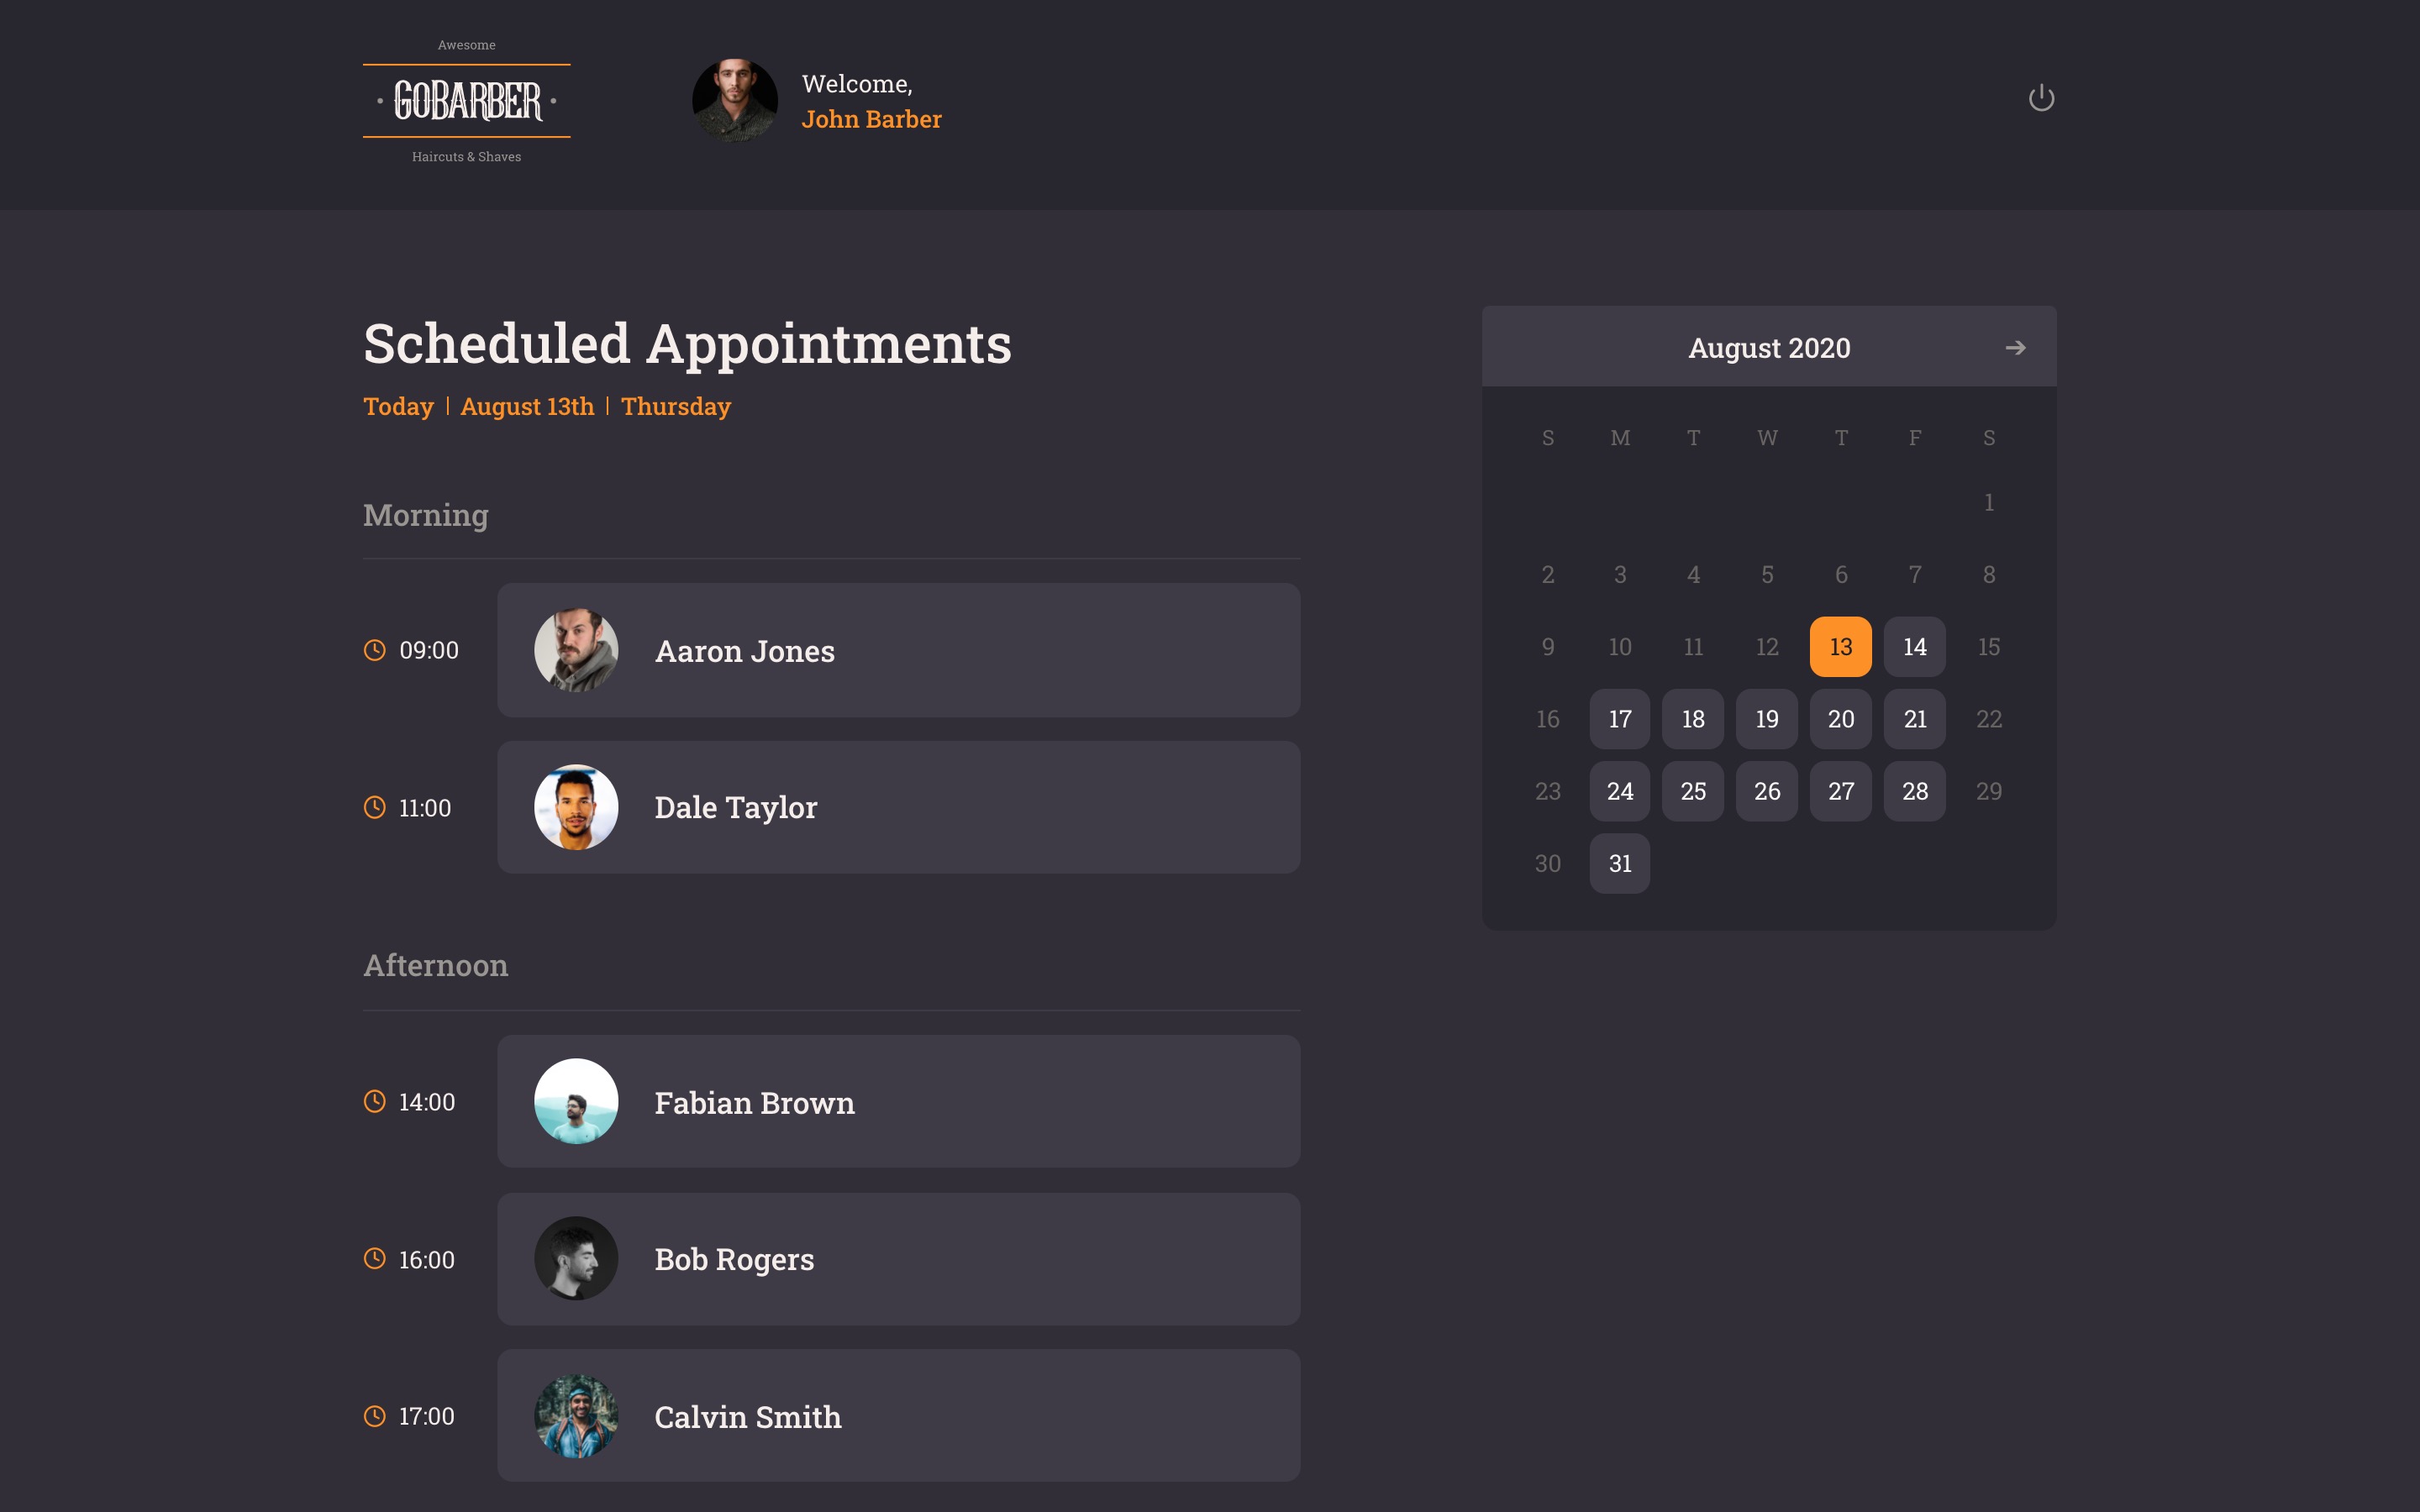 Awesome
GOBARBER
Haircuts & Shaves
Welcome,
John Barber
Scheduled Appointments
Today | August 13th | Thursday
Morning
09:00 Aaron Jones
11:00 Dale Taylor
Afternoon
14:00 Fabian Brown
16:00 Bob Rogers
17:00 Calvin Smith
August 2020
S M T W T F S
1
2 3 4 5 6 7 8
9 10 11 12 13 14 15
16 17 18 19 20 21 22
23 24 25 26 27 28 29
30 31